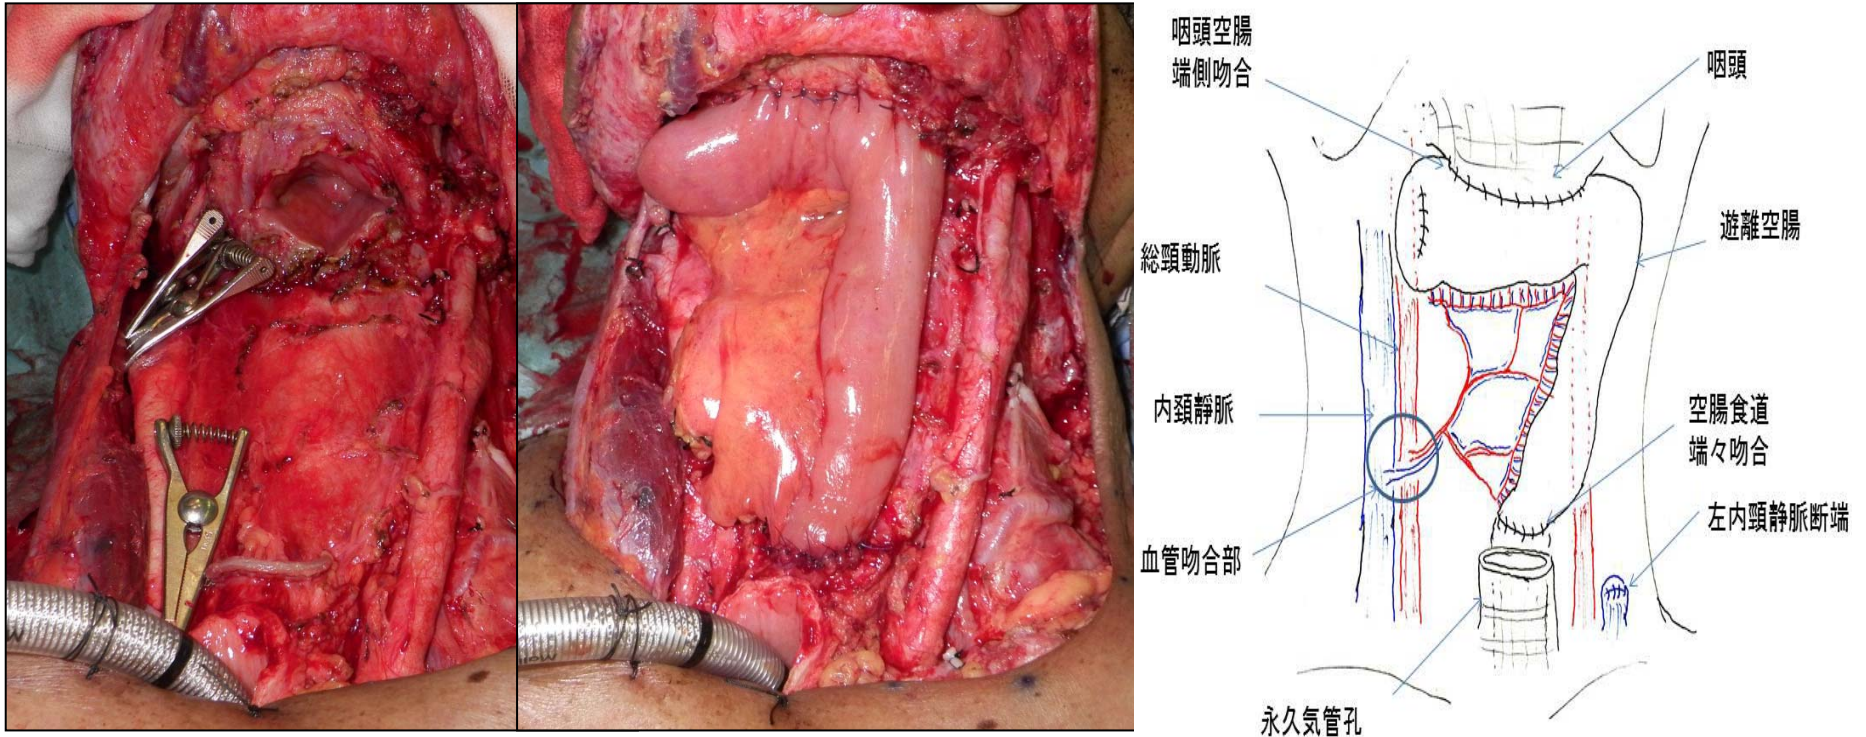 咽頭空腸
端側吻合
咽頭
遊離空腸
総頸動脈
内頚静脈
空腸食道
端々吻合
左内頸静脈断端
血管吻合部
永久気管孔